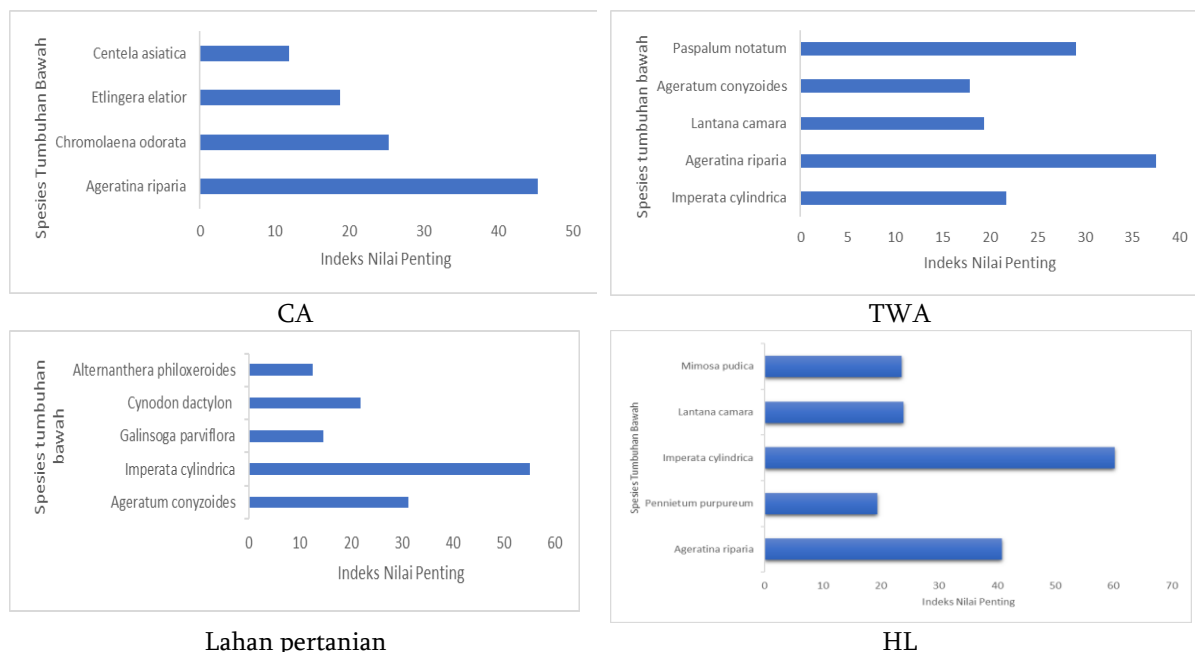 Spesies Tumbuhan Bawah
Centela asiatica
Etlingera elatior
Chromolaena odorata
Ageratina riparia
0 10 20 30 40 50
Indeks Nilai Penting
CA
Spesies tumbuhan bawah
Paspalum notatum
Ageratum conyzoides
Lantana camara
Ageratina riparia
Imperata cylindrica
0 5 10 15 20 25 30 35 40
Indeks Nilai Penting
TWA
Spesies tumbuhan
bawah
Alternanthera philoxeroides
Cynodon dactylon
Galinsoga parviflora
Imperata cylindrica
Ageratum conyzoides
0 10 20 30 40 50 60
Indeks Nilai Penting
Lahan pertanian
Spesies Tumbuhan Bawah
Mimosa pudica
Lantana camara
Imperata cylindrica
Pennietum purpureum
Ageratina riparia
0 10 20 30 40 50 60 70
Indeks Nilai Penting
HL